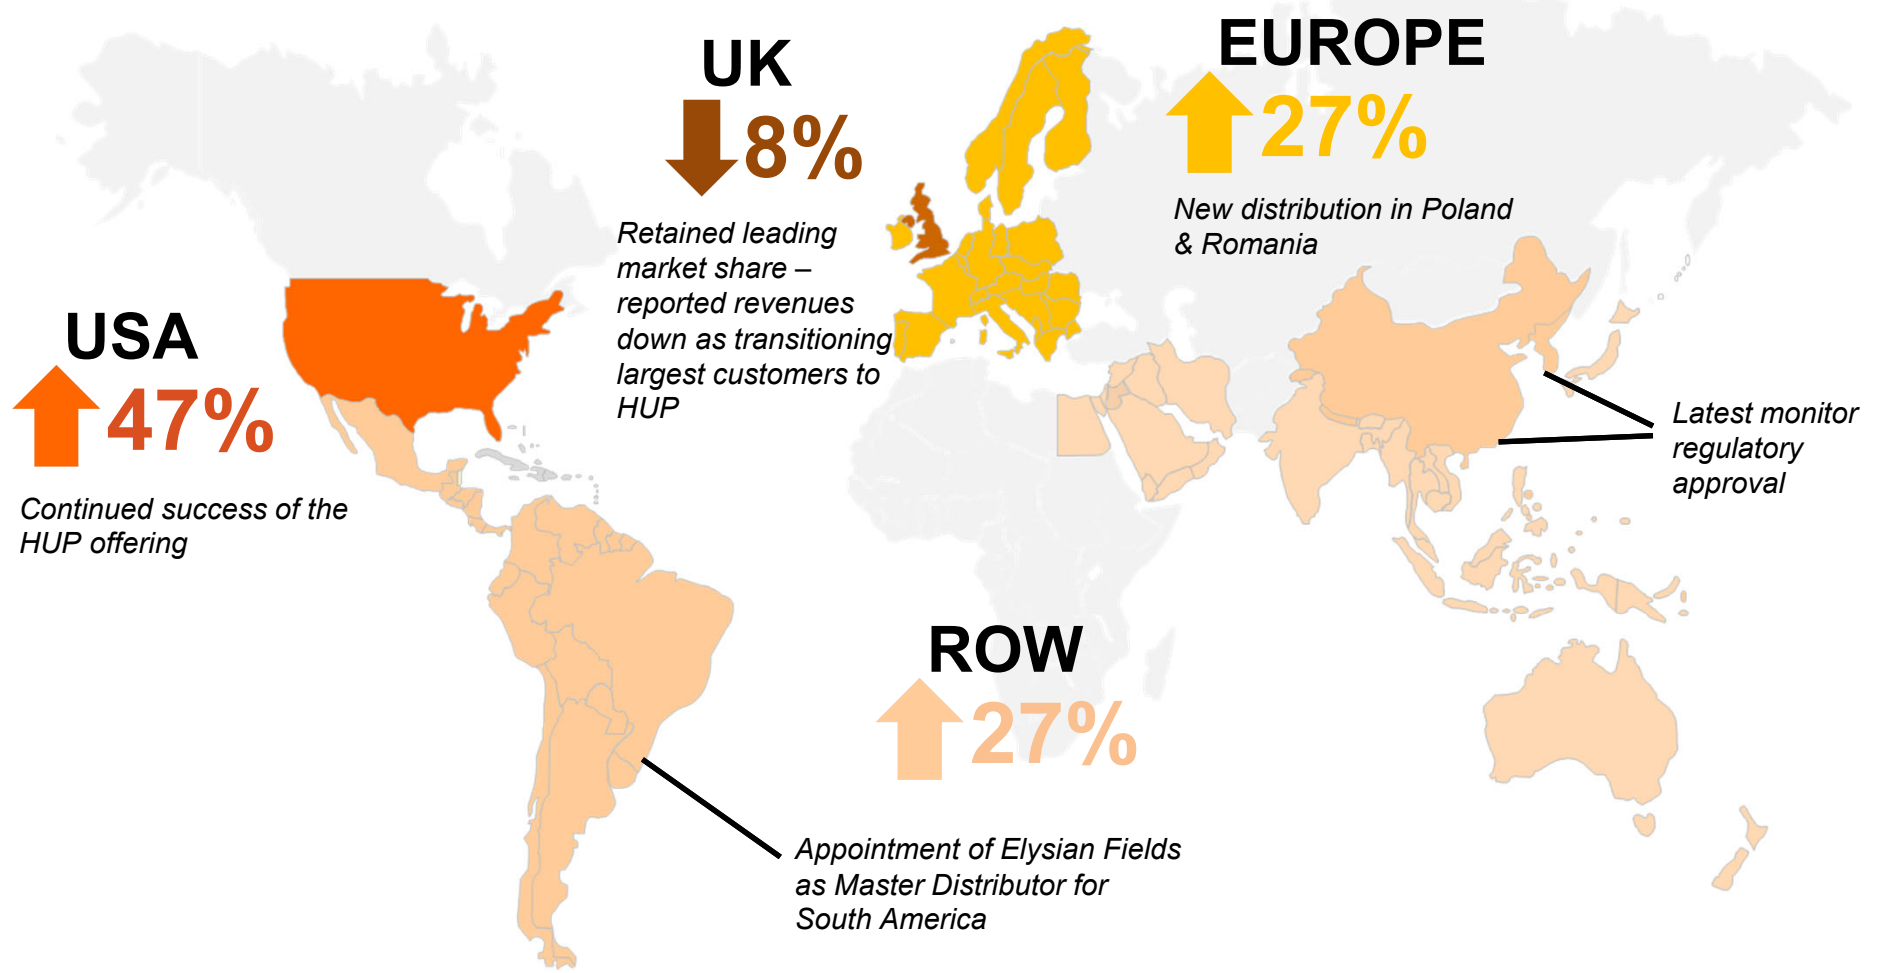 UK
8%
Retained leading
market share –
reported revenues
down as transitioning
largest customers to
HUP
EUROPE
27%
New distribution in Poland
& Romania
USA
47%
Continued success of the
HUP offering
Latest monitor
regulatory
approval
ROW
27%
Appointment of Elysian Fields
as Master Distributor for
South America